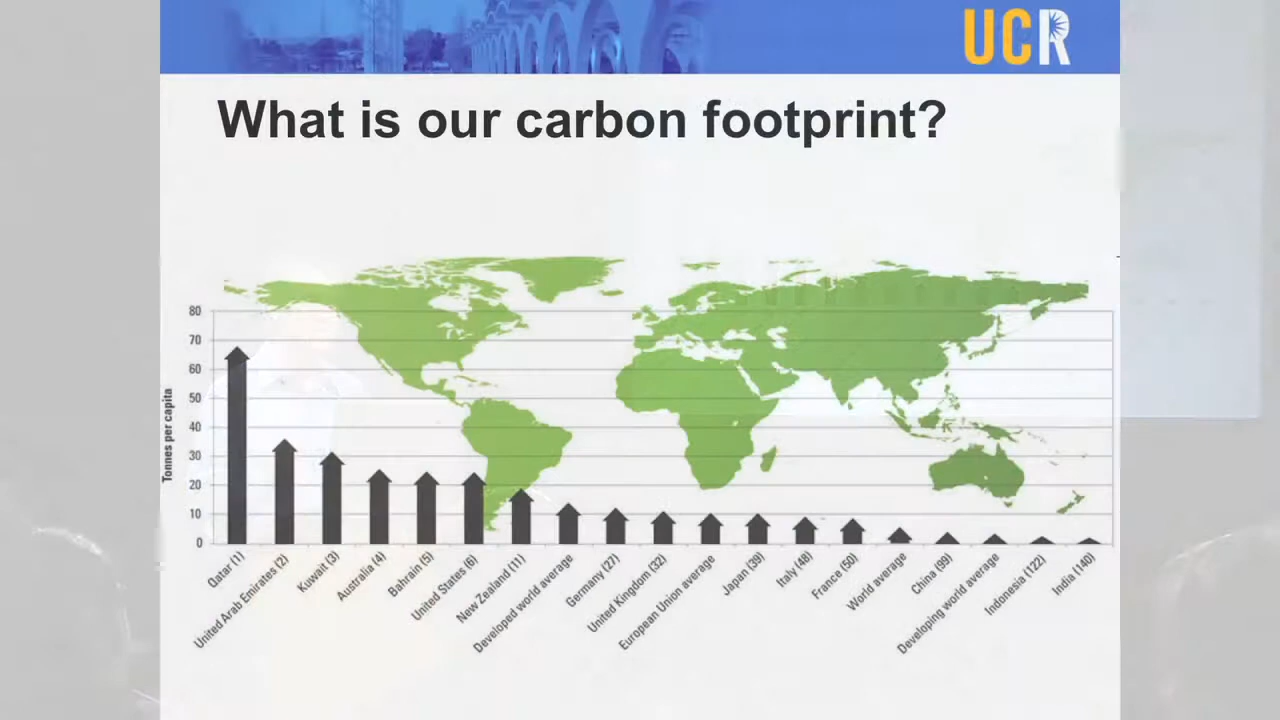 UCR
What is our carbon footprint?
80
70
60
50
40
30
20
10
0
Tonnes per capita
Qatar (1)
United Arab Emirates (2)
Kuwait (3)
Australia (4)
Bahrain (5)
United States (6)
New Zealand (11)
Developed world average
Germany (27)
United Kingdom (32)
European Union average
Japan (39)
Italy (48)
France (50)
World average
China (99)
Developing world average
Indonesia (122)
India (140)